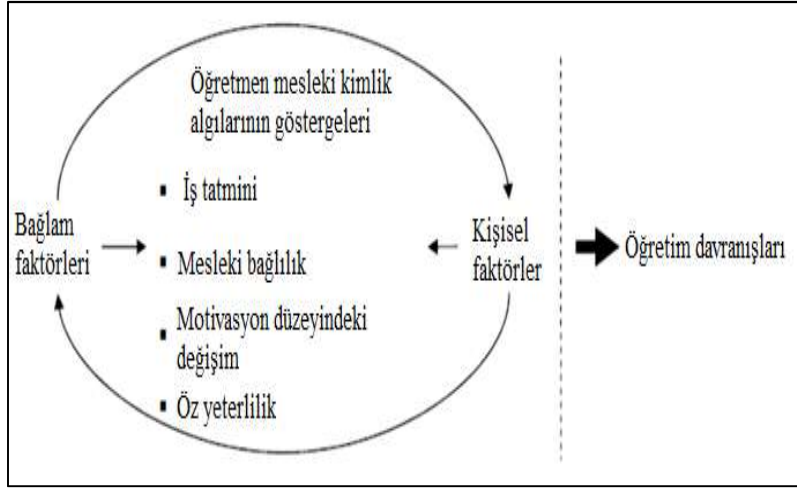 Öğretmen mesleki kimlik
algılarının göstergeleri
▪ İş tatmini
Bağlam
faktörleri
▪ Mesleki bağlılık
▪ Motivasyon düzeyindeki
değişim
▪ Öz yeterlilik
Kişisel
faktörler
Öğretim davranışları